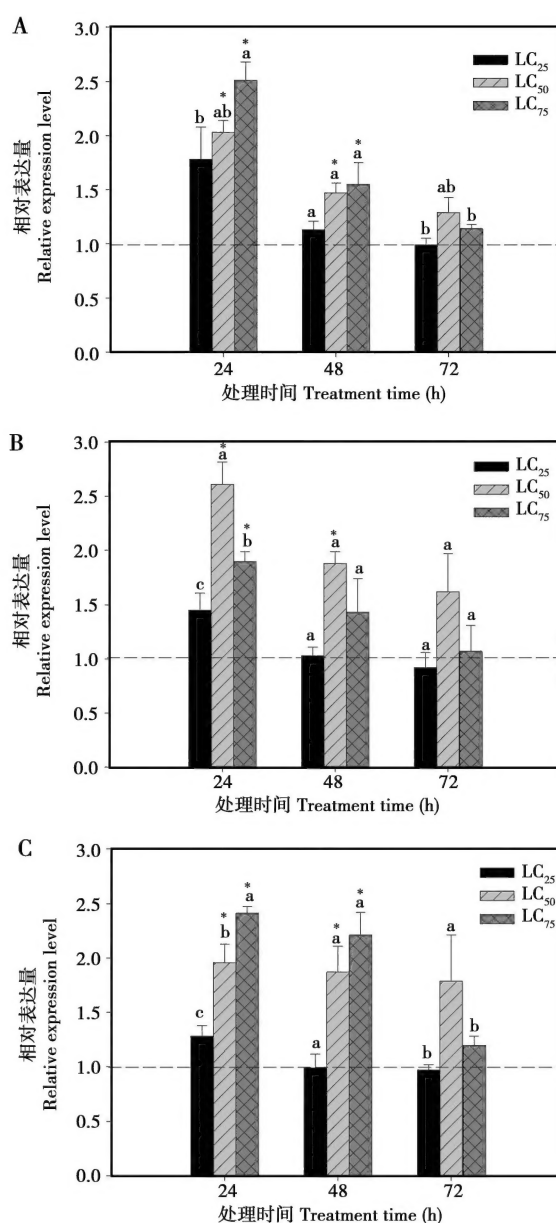 A
3.0
2.5
2.0
1.5
1.0
0.5
0.0
相对表达量
Relative expression level
LC25
LC50
LC75
b
*
ab
*
a
a
*
a
*
a
b
ab
b
24
48
72
处理时间 Treatment time (h)
B
3.0
2.5
2.0
1.5
1.0
0.5
0.0
相对表达量
Relative expression level
LC25
LC50
LC75
c
*
a
*
b
a
*
a
a
a
a
a
24
48
72
处理时间 Treatment time (h)
C
3.0
2.5
2.0
1.5
1.0
0.5
0.0
相对表达量
Relative expression level
LC25
LC50
LC75
c
*
b
*
a
a
*
a
*
a
b
a
b
24
48
72
处理时间 Treatment time (h)